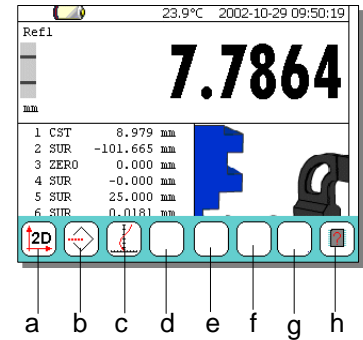 23.9°C 2002-10-29 09:50:19
Ref1
7.7864
mm
1 CST 8.979 mm
2 SUR -101.665 mm
3 ZERO 0.000 mm
4 SUR -0.000 mm
5 SUR 25.000 mm
6 SUR 0.0181 mm
2D ?
a b c d e f g h